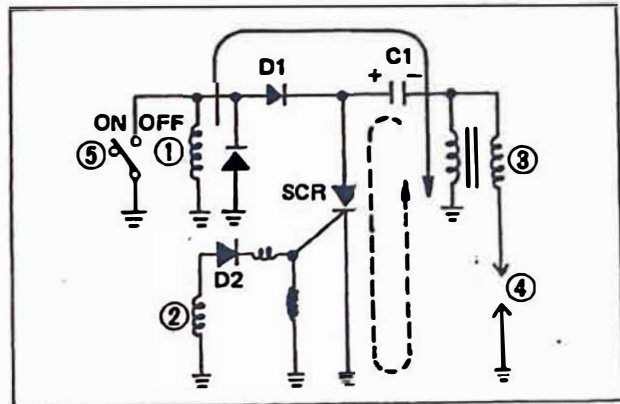 C1
D1
+ −
ON OFF
⑤ ① ③
SCR
D2
④
②